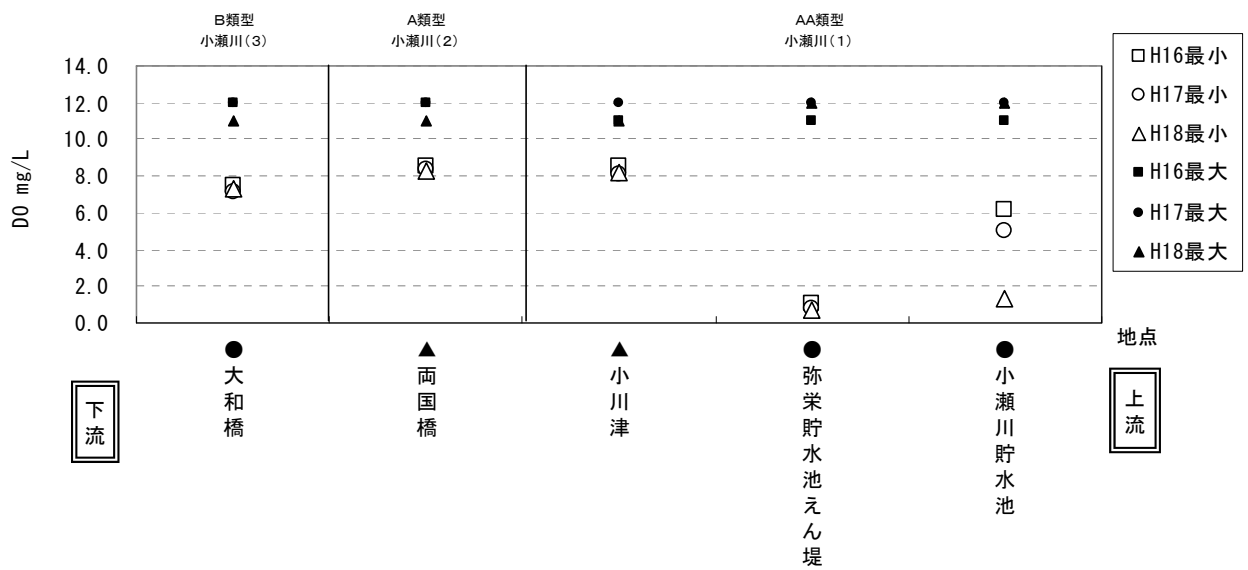 B類型
小瀬川(3)
A類型
小瀬川(2)
AA類型
小瀬川(1)
14.0
12.0
10.0
8.0
6.0
4.0
2.0
0.0
DO mg/L
□H16最小
○H17最小
△H18最小
■H16最大
●H17最大
▲H18最大
地点
下流
●大和橋
▲両国橋
▲小川津
●弥栄貯水池えん堤
●小瀬川貯水池
上流